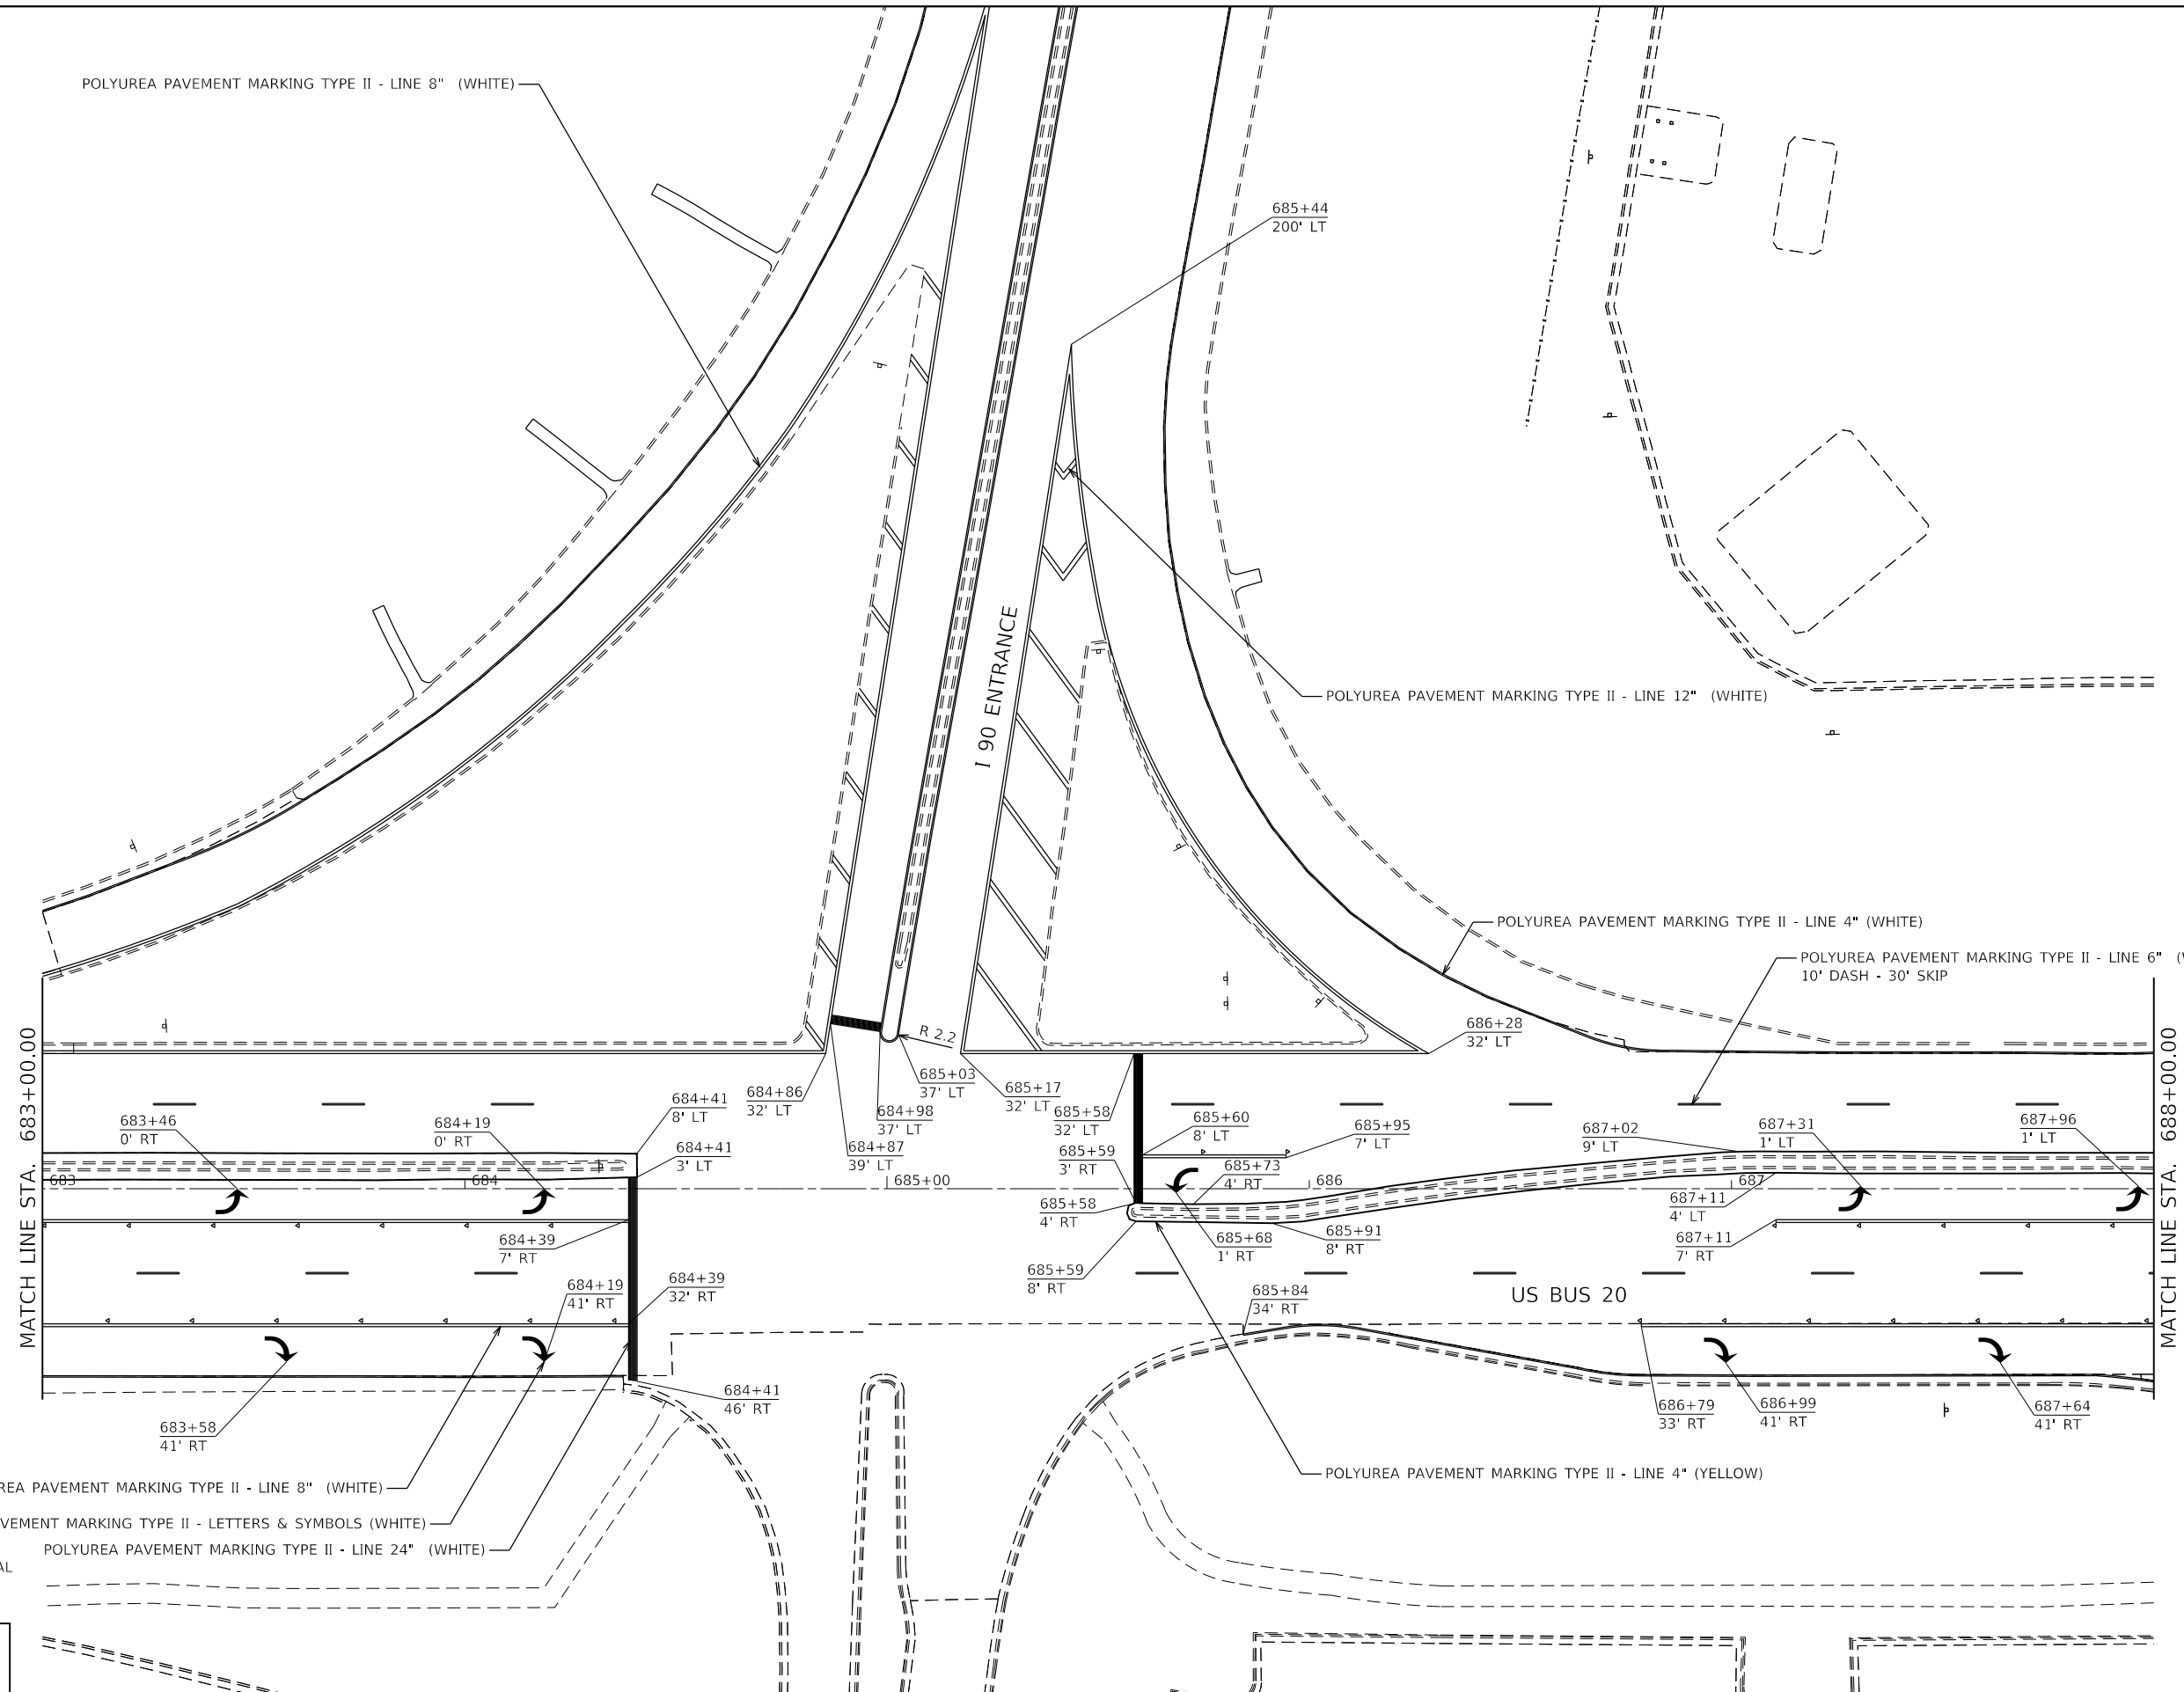 POLYUREA PAVEMENT MARKING TYPE II - LINE 8" (WHITE)
685+44
200' LT
I 90 ENTRANCE
POLYUREA PAVEMENT MARKING TYPE II - LINE 12" (WHITE)
POLYUREA PAVEMENT MARKING TYPE II - LINE 4" (WHITE)
POLYUREA PAVEMENT MARKING TYPE II - LINE 6"
10' DASH - 30' SKIP
MATCH LINE STA. 683+00.00
R 2.2
686+28
32' LT
MATCH LINE STA. 688+00.00
685+03
37' LT
685+17
32' LT
684+86
32' LT
684+41
8' LT
684+98
37' LT
685+58
32' LT
683+46
0' RT
684+19
0' RT
685+60
8' LT
685+95
7' LT
687+02
9' LT
687+31
1' LT
687+96
1' LT
684+41
3' LT
684+87
39' LT
685+59
3' RT
685+73
4' RT
683
684
685+00
686
687
685+58
4' RT
687+11
4' LT
684+39
7' RT
685+68
1' RT
685+91
8' RT
687+11
7' RT
685+59
8' RT
684+19
41' RT
684+39
32' RT
685+84
34' RT
US BUS 20
684+41
46' RT
683+58
41' RT
686+79
33' RT
686+99
41' RT
687+64
41' RT
POLYUREA PAVEMENT MARKING TYPE II - LINE 4" (YELLOW)
REA PAVEMENT MARKING TYPE II - LINE 8" (WHITE)
VEMENT MARKING TYPE II - LETTERS & SYMBOLS (WHITE)
POLYUREA PAVEMENT MARKING TYPE II - LINE 24" (WHITE)
AL